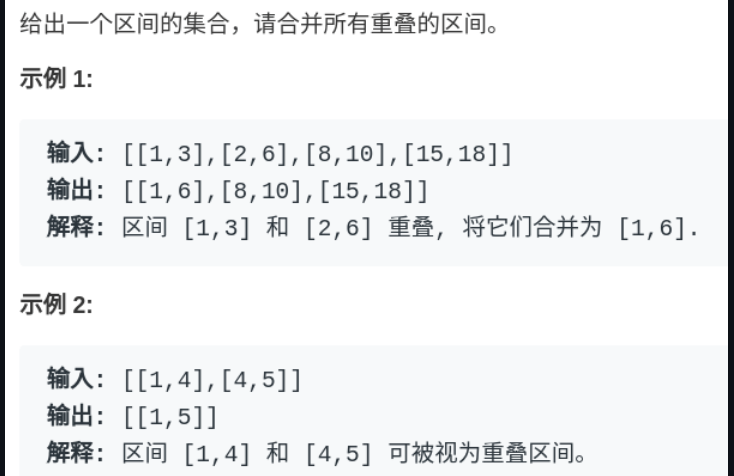 给出一个区间的集合，请合并所有重叠的区间。
示例 1:
输入: [[1,3],[2,6],[8,10],[15,18]]
输出: [[1,6],[8,10],[15,18]]
解释: 区间 [1,3] 和 [2,6] 重叠, 将它们合并为 [1,6].
示例 2:
输入: [[1,4],[4,5]]
输出: [[1,5]]
解释: 区间 [1,4] 和 [4,5] 可被视为重叠区间。